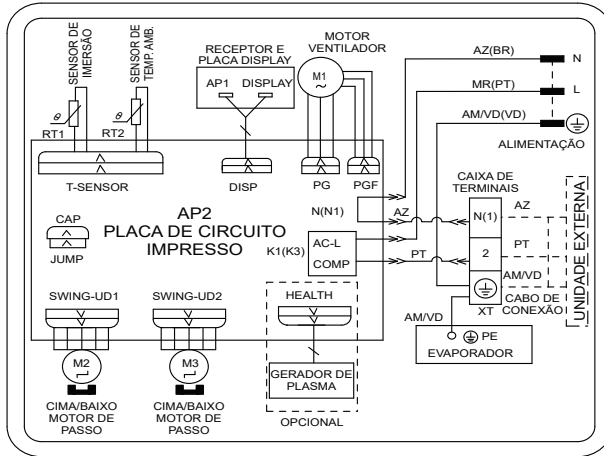 SENSOR DE
IMERSÃO
SENSOR DE
TEMP. AMB.
RECEPTOR E
PLACA DISPLAY
AP1 DISPLAY
MOTOR
VENTILADOR
M1
~
AZ(BR)
N
MR(PT)
L
AM/VD(VD)
ALIMENTAÇÃO
θ
RT1
θ
RT2
T-SENSOR
DISP
PG
PGF
CAP
JUMP
AP2
PLACA DE CIRCUITO
IMPRESSO
N(N1)
AZ
K1(K3)
AC-L
COMP
PT
CAIXA DE
TERMINAIS
N(1)
2
XT
AZ
PT
AM/VD
CABO DE
CONEXÃO
UNIDADE EXTERNA
AM/VD
PE
EVAPORADOR
SWING-UD1
SWING-UD2
HEALTH
M2
M3
CIMA/BAIXO
MOTOR DE
PASSO
CIMA/BAIXO
MOTOR DE
PASSO
GERADOR DE
PLASMA
OPCIONAL